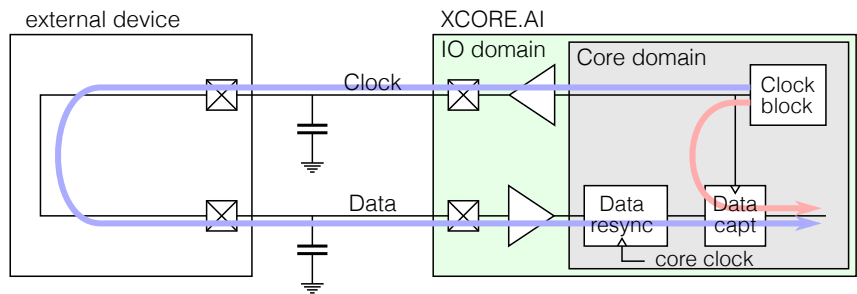 external device
XCORE.AI
IO domain
Core domain
Clock
Clock
block
Data
Data
resync
Data
capt
core clock